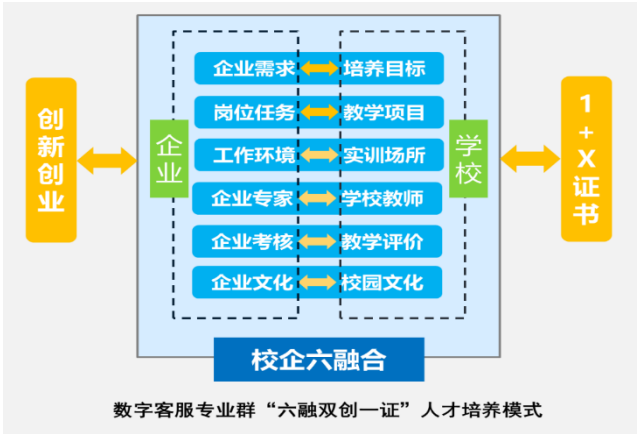 创新创业
企业
学校
企业需求 培养目标
岗位任务 教学项目
工作环境 实训场所
企业专家 学校教师
企业考核 教学评价
企业文化 校园文化
1+X证书
校企六融合
数字客服专业群“六融双创一证”人才培养模式